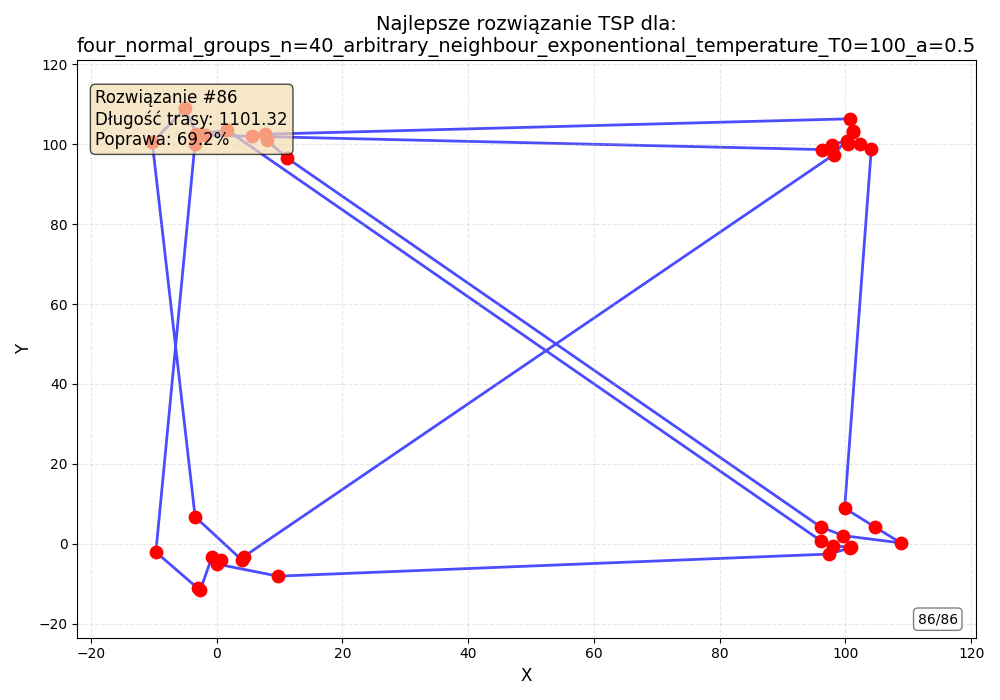 Najlepsze rozwiązanie TSP dla:
four_normal_groups_n=40_arbitrary_neighbour_exponentional_temperature_T0=100_a=0.5
Rozwiązanie #86
Długość trasy: 1101.32
Poprawa: 69.2%
120
100
80
60
40
20
0
−20
Y
−20
0
20
40
60
80
100
120
X
86/86